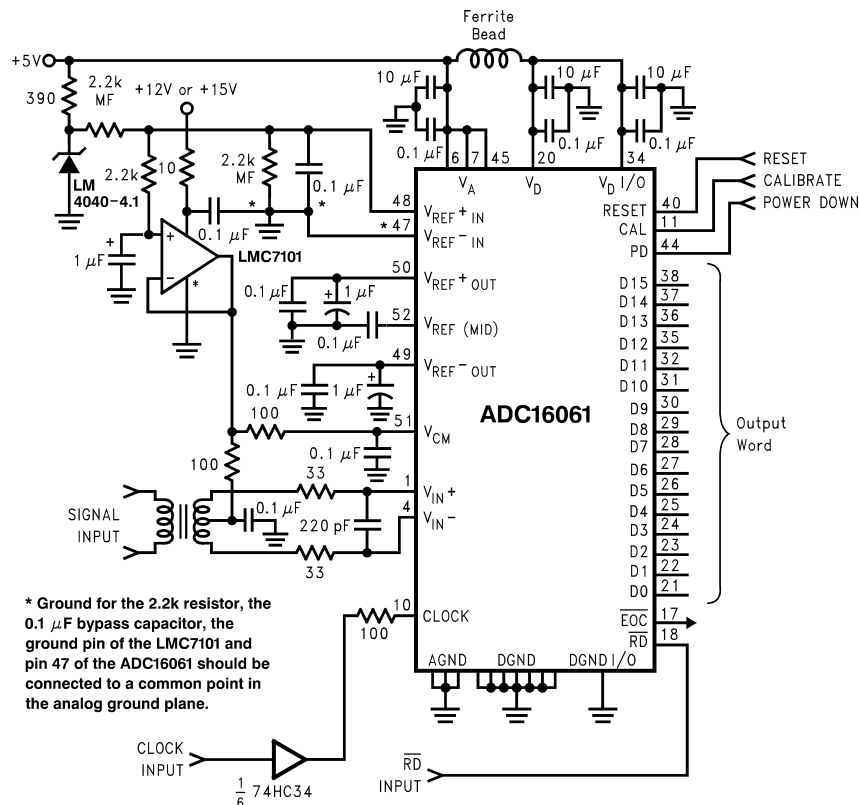 Ferrite
Bead
+5V
390
2.2k
MF
+12V or +15V
10 µF
0.1 µF
10 µF
0.1 µF
10 µF
0.1 µF
LM
4040-4.1
2.2k
10
2.2k
MF
0.1 µF
*
*
0.1 µF
6
7
45
20
34
V_A
V_D
V_D I/O
RESET
CALIBRATE
POWER DOWN
40
RESET
11
CAL
44
PD
48
V_REF+ IN
* 47
V_REF- IN
+
-
*
LMC7101
+
1 µF
50
V_REF+ OUT
0.1 µF
+
1 µF
52
V_REF (MID)
0.1 µF
49
V_REF- OUT
0.1 µF
1 µF
+
51
V_CM
100
0.1 µF
100
ADC16061
D15
38
D14
37
D13
36
D12
35
D11
32
D10
31
D9
30
D8
29
D7
28
D6
27
D5
26
D4
25
D3
24
D2
23
D1
22
D0
21
Output
Word
33
1
V_IN+
4
V_IN-
SIGNAL
INPUT
0.1 µF
220 pF
33
EOC
17
RD
18
10
CLOCK
100
AGND
DGND
DGND I/O
* Ground for the 2.2k resistor, the
0.1 µF bypass capacitor, the
ground pin of the LMC7101 and
pin 47 of the ADC16061 should be
connected to a common point in
the analog ground plane.
CLOCK
INPUT
1/6 74HC34
RD
INPUT